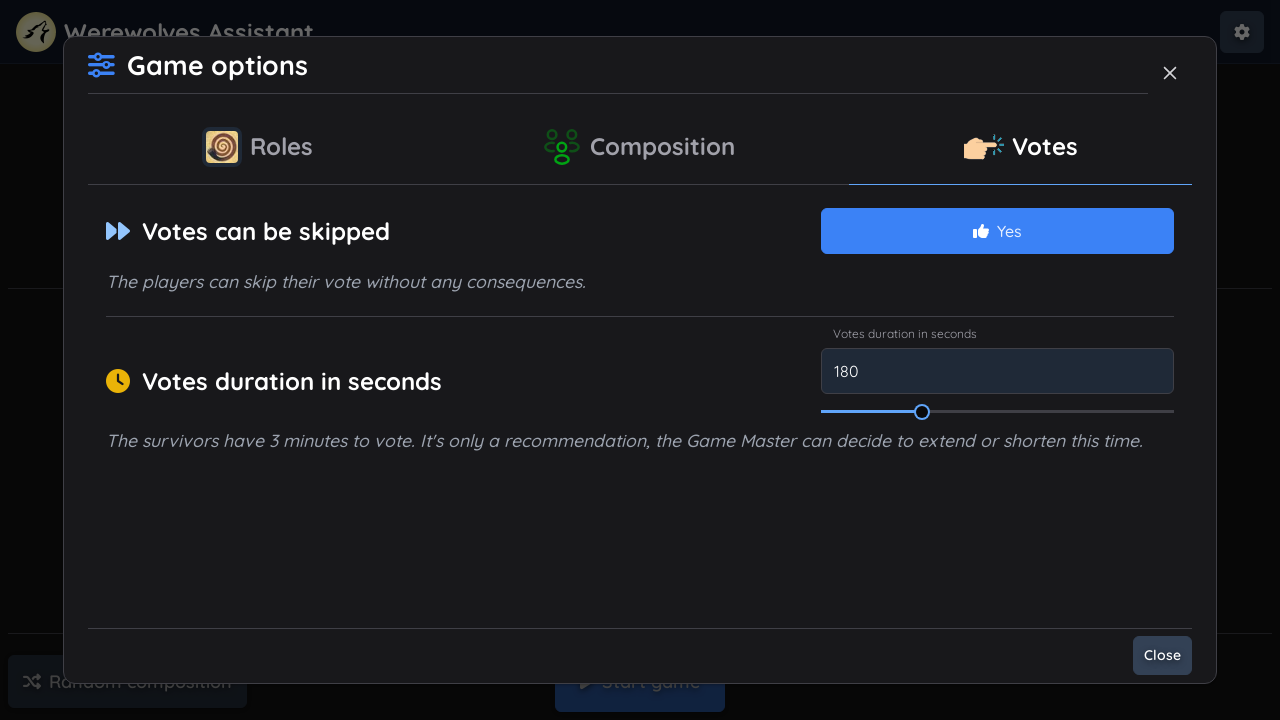 Werewolves Assistant
Game options
Roles
Composition
Votes
Votes can be skipped
Yes
The players can skip their vote without any consequences.
Votes duration in seconds
Votes duration in seconds
180
The survivors have 3 minutes to vote. It's only a recommendation, the Game Master can decide to extend or shorten this time.
Close
Random composition
Start game